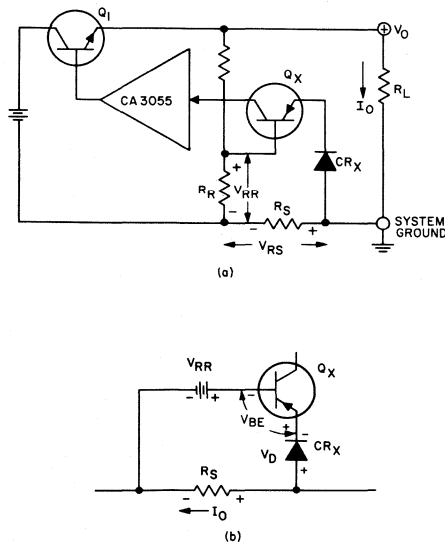 Q1
VO
CA 3055
QX
IO
RL
+
RR
VRR
-
CRX
RS
-
+
VRS
SYSTEM
GROUND
(a)
VRR
QX
-
+
-
VBE
+
-
CRX
VD
+
RS
-
+
IO
(b)